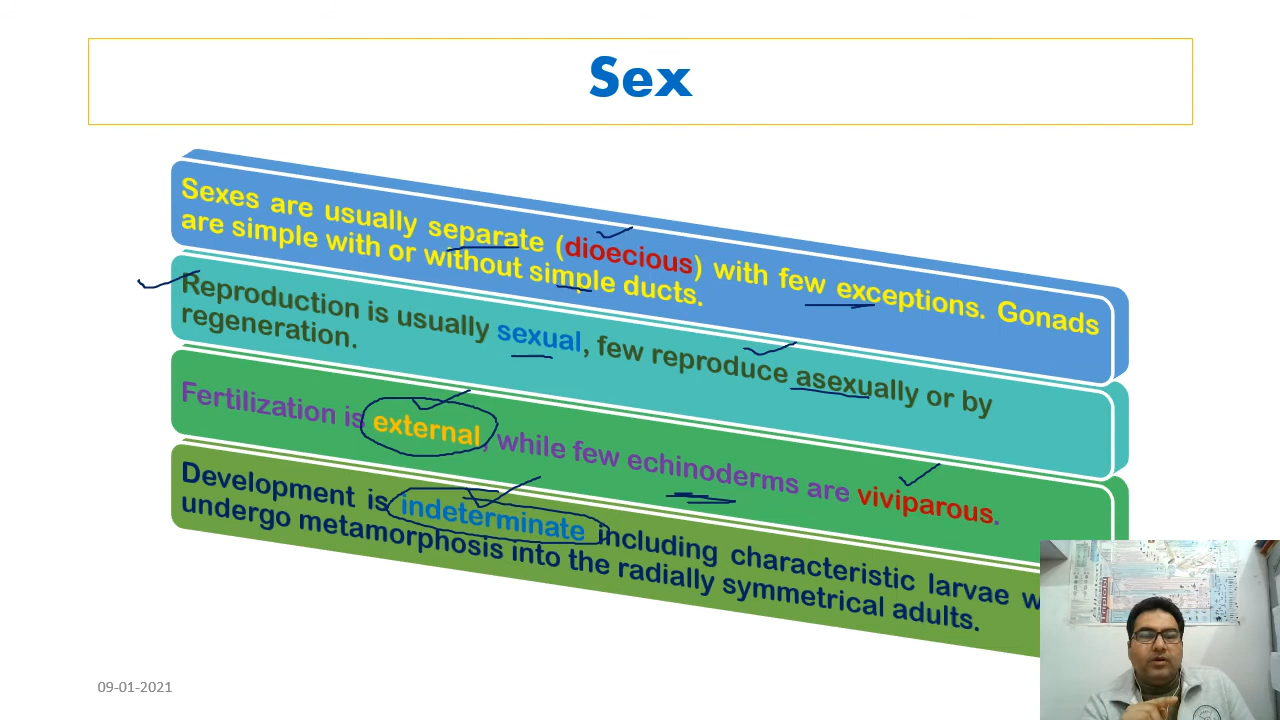 Sex
Sexes are usually separate (dioecious) with few exceptions. Gonads
are simple with or without simple ducts.
Reproduction is usually sexual, few reproduce asexually or by
regeneration.
Fertilization is external, while few echinoderms are viviparous.
Development is indeterminate including characteristic larvae
undergo metamorphosis into the radially symmetrical adults.
09-01-2021